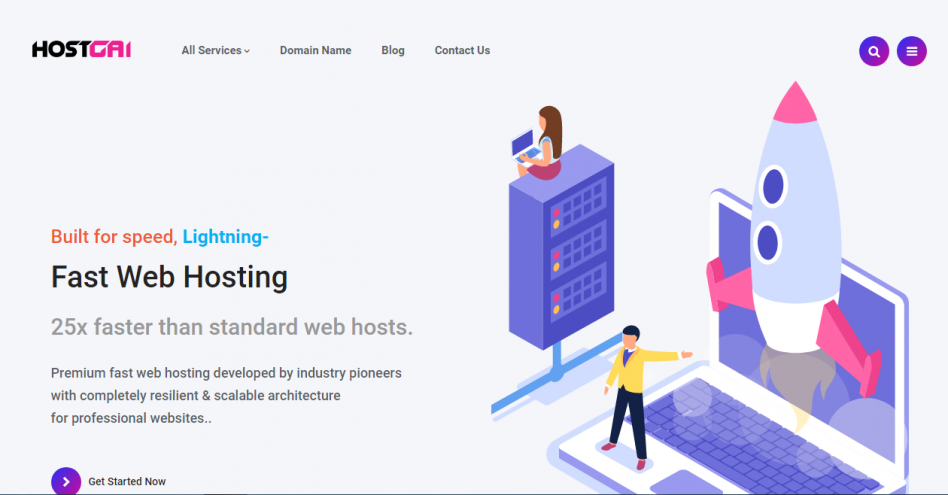 HOSTGAI
All Services Domain Name Blog Contact Us
Built for speed, Lightning-
Fast Web Hosting
25x faster than standard web hosts.
Premium fast web hosting developed by industry pioneers
with completely resilient & scalable architecture
for professional websites..
Get Started Now